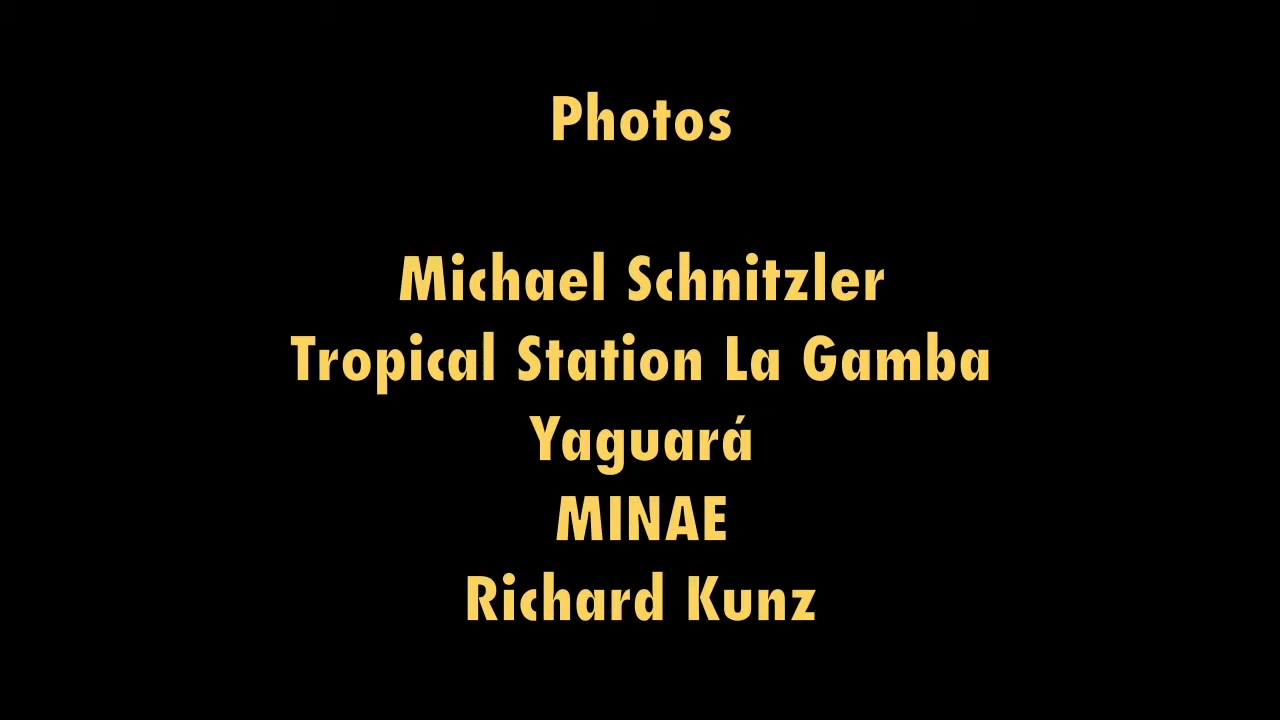 Photos
Michael Schnitzler
Tropical Station La Gamba
Yaguará
MINAE
Richard Kunz